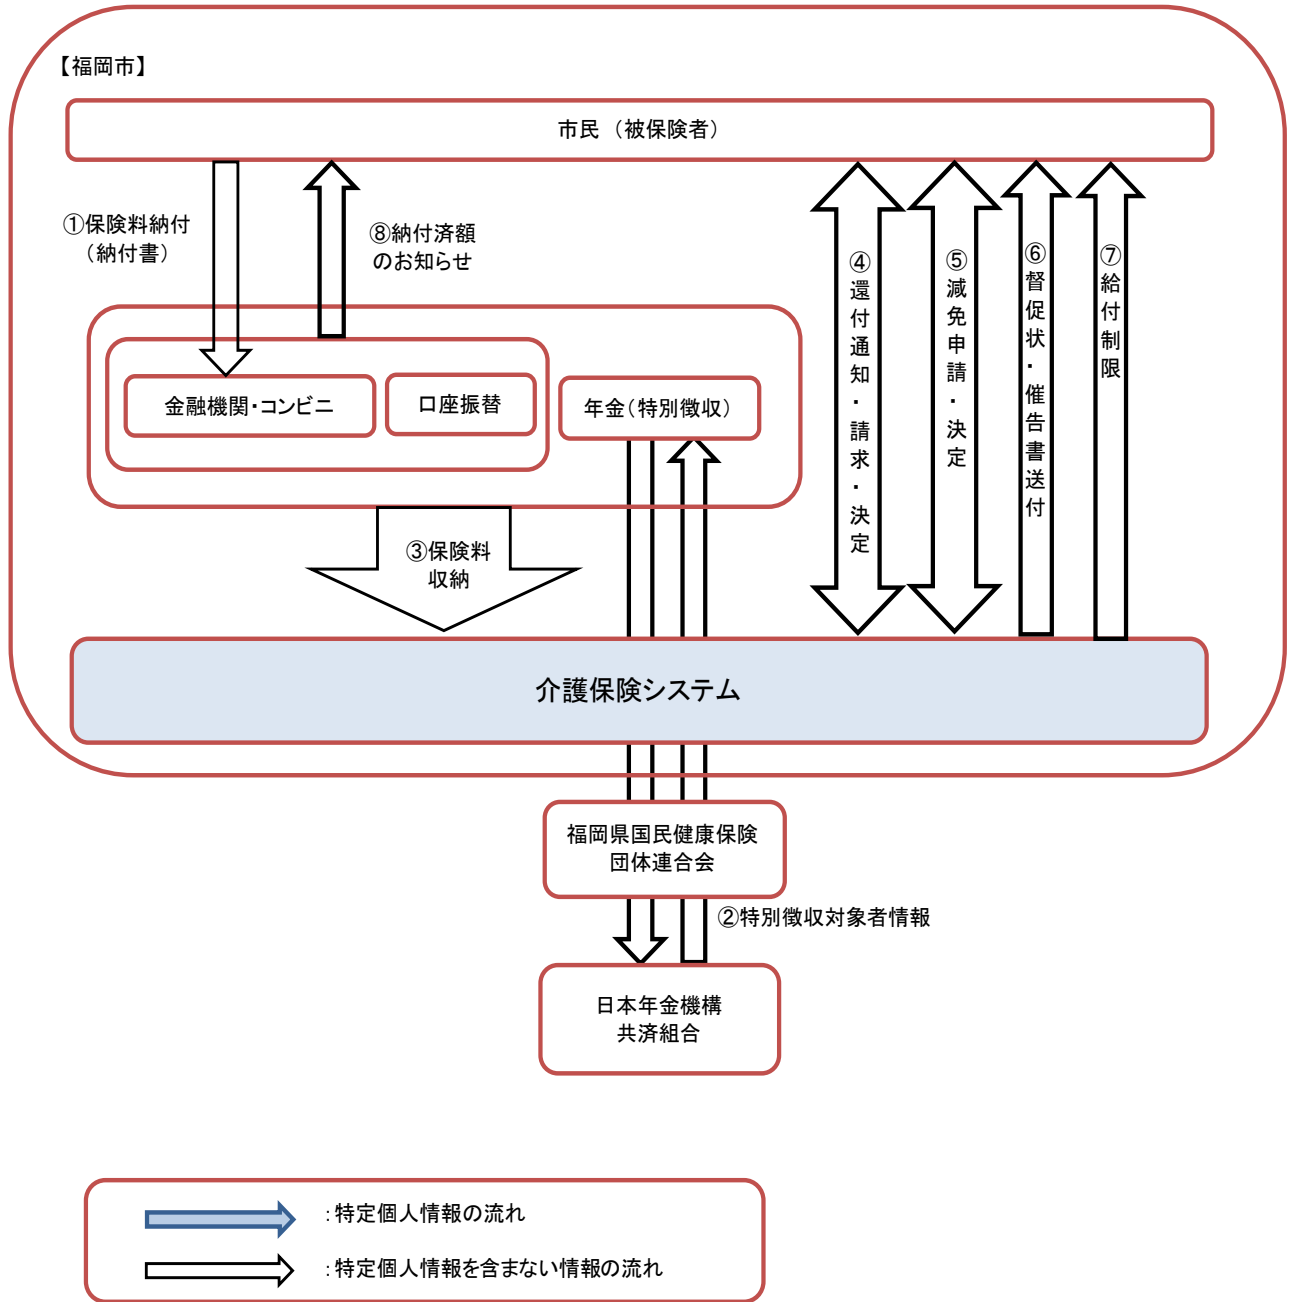 【福岡市】
市民 （被保険者）
①保険料納付
（納付書）
⑧納付済額
のお知らせ
④還付通知・請求・決定
⑤減免申請・決定
⑥督促状・催告書送付
⑦給付制限
金融機関・コンビニ
口座振替
年金（特別徴収）
③保険料
収納
介護保険システム
福岡県国民健康保険
団体連合会
②特別徴収対象者情報
日本年金機構
共済組合
：特定個人情報の流れ
：特定個人情報を含まない情報の流れ